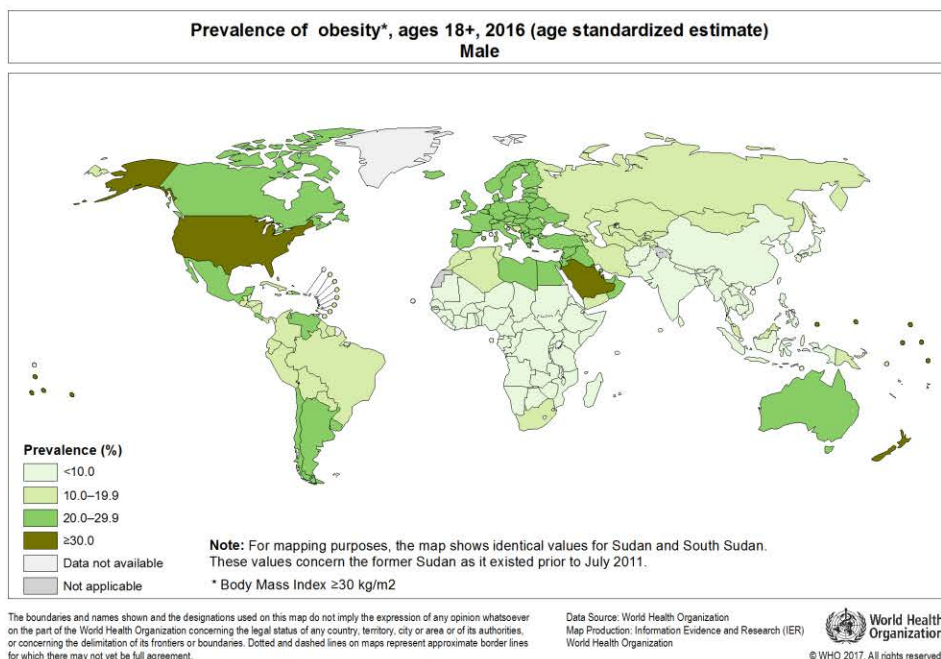 Prevalence of obesity*, ages 18+, 2016 (age standardized estimate)
Male
Prevalence (%)
<10.0
10.0–19.9
20.0–29.9
≥30.0
Data not available
Not applicable
Note: For mapping purposes, the map shows identical values for Sudan and South Sudan.
These values concern the former Sudan as it existed prior to July 2011.
* Body Mass Index ≥30 kg/m2
The boundaries and names shown and the designations used on this map do not imply the expression of any opinion whatsoever
on the part of the World Health Organization concerning the legal status of any country, territory, city or area or of its authorities,
or concerning the delimitation of its frontiers or boundaries. Dotted and dashed lines on maps represent approximate border lines
for which there may not yet be full agreement.
Data Source: World Health Organization
Map Production: Information Evidence and Research (IER)
World Health Organization
World Health
Organization
© WHO 2017. All rights reserved